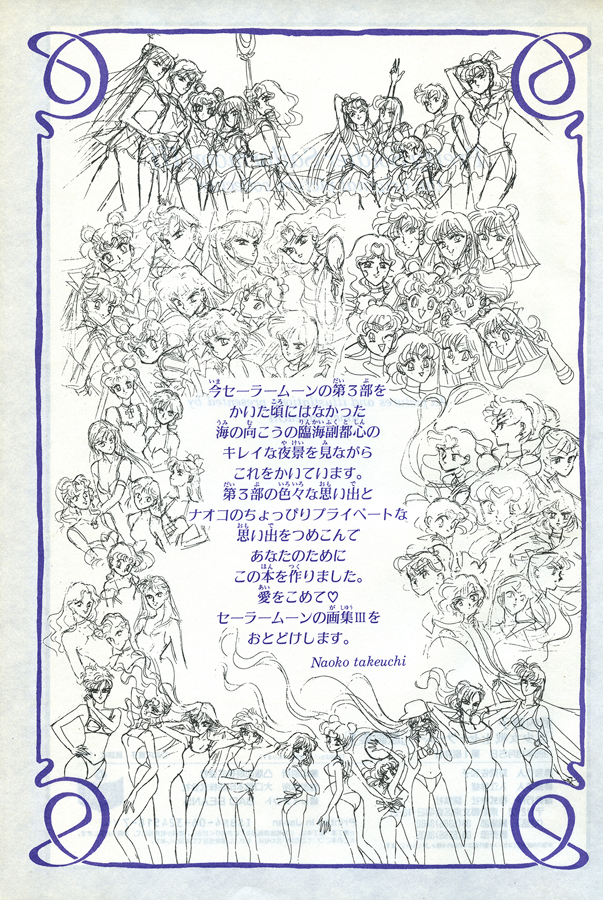 今セーラームーンの第3部を
かいた頃にはなかった
海の向こうの臨海副都心の
キレイな夜景を見ながら
これをかいています。
第3部の色々な思い出と
ナオコのちょっぴりプライベートな
思い出をつめこんで
あなたのために
この本を作りました。
愛をこめて♡
セーラームーンの画集Ⅲを
おとどけします。
Naoko takeuchi